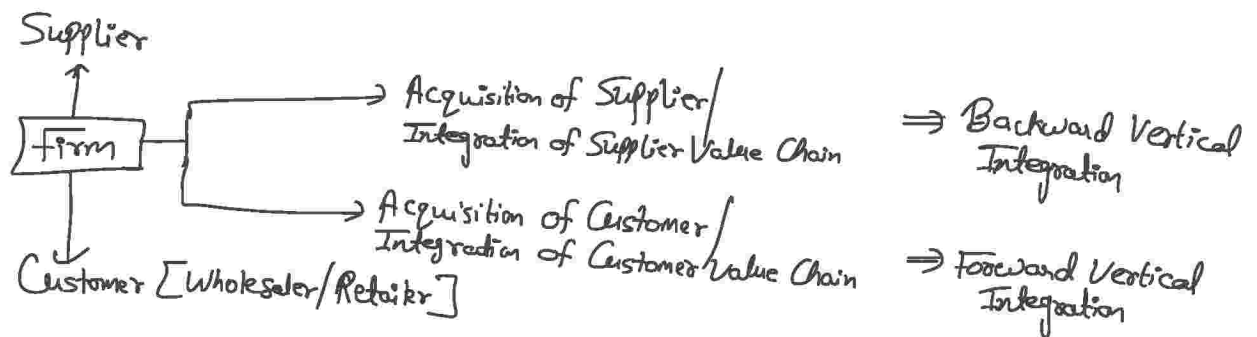 Supplier
Firm
Acquisition of Supplier/
Integration of Supplier Value Chain
⇒ Backward Vertical
Integration
Acquisition of Customer/
Integration of Customer Value Chain
⇒ Forward Vertical
Integration
Customer [Wholesaler/Retailer]